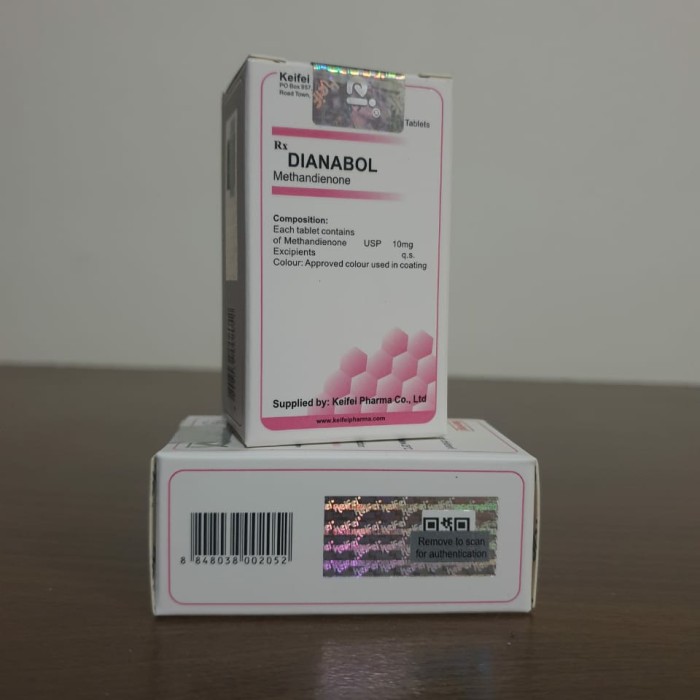 Keifei
PO Box 957
Road Town,
Tablets
Rx
DIANABOL
Methandienone
Composition:
Each tablet contains
of Methandienone USP 10mg
Excipients q.s.
Colour: Approved colour used in coating
Supplied by: Keifei Pharma Co., Ltd
www.keifeipharma.com
Remove to scan
for authentication
8 848038 002052